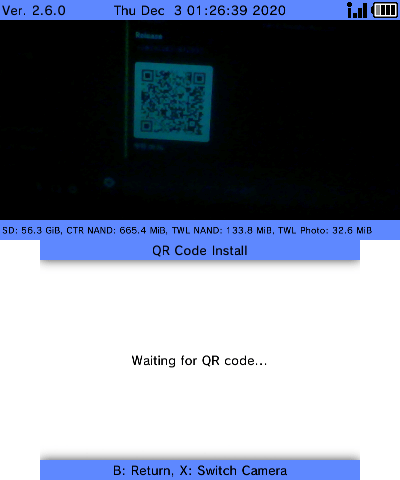 Ver. 2.6.0 Thu Dec 3 01:26:39 2020
Release
SD: 56.3 GiB, CTR NAND: 665.4 MiB, TWL NAND: 133.8 MiB, TWL Photo: 32.6 MiB
QR Code Install
Waiting for QR code...
B: Return, X: Switch Camera